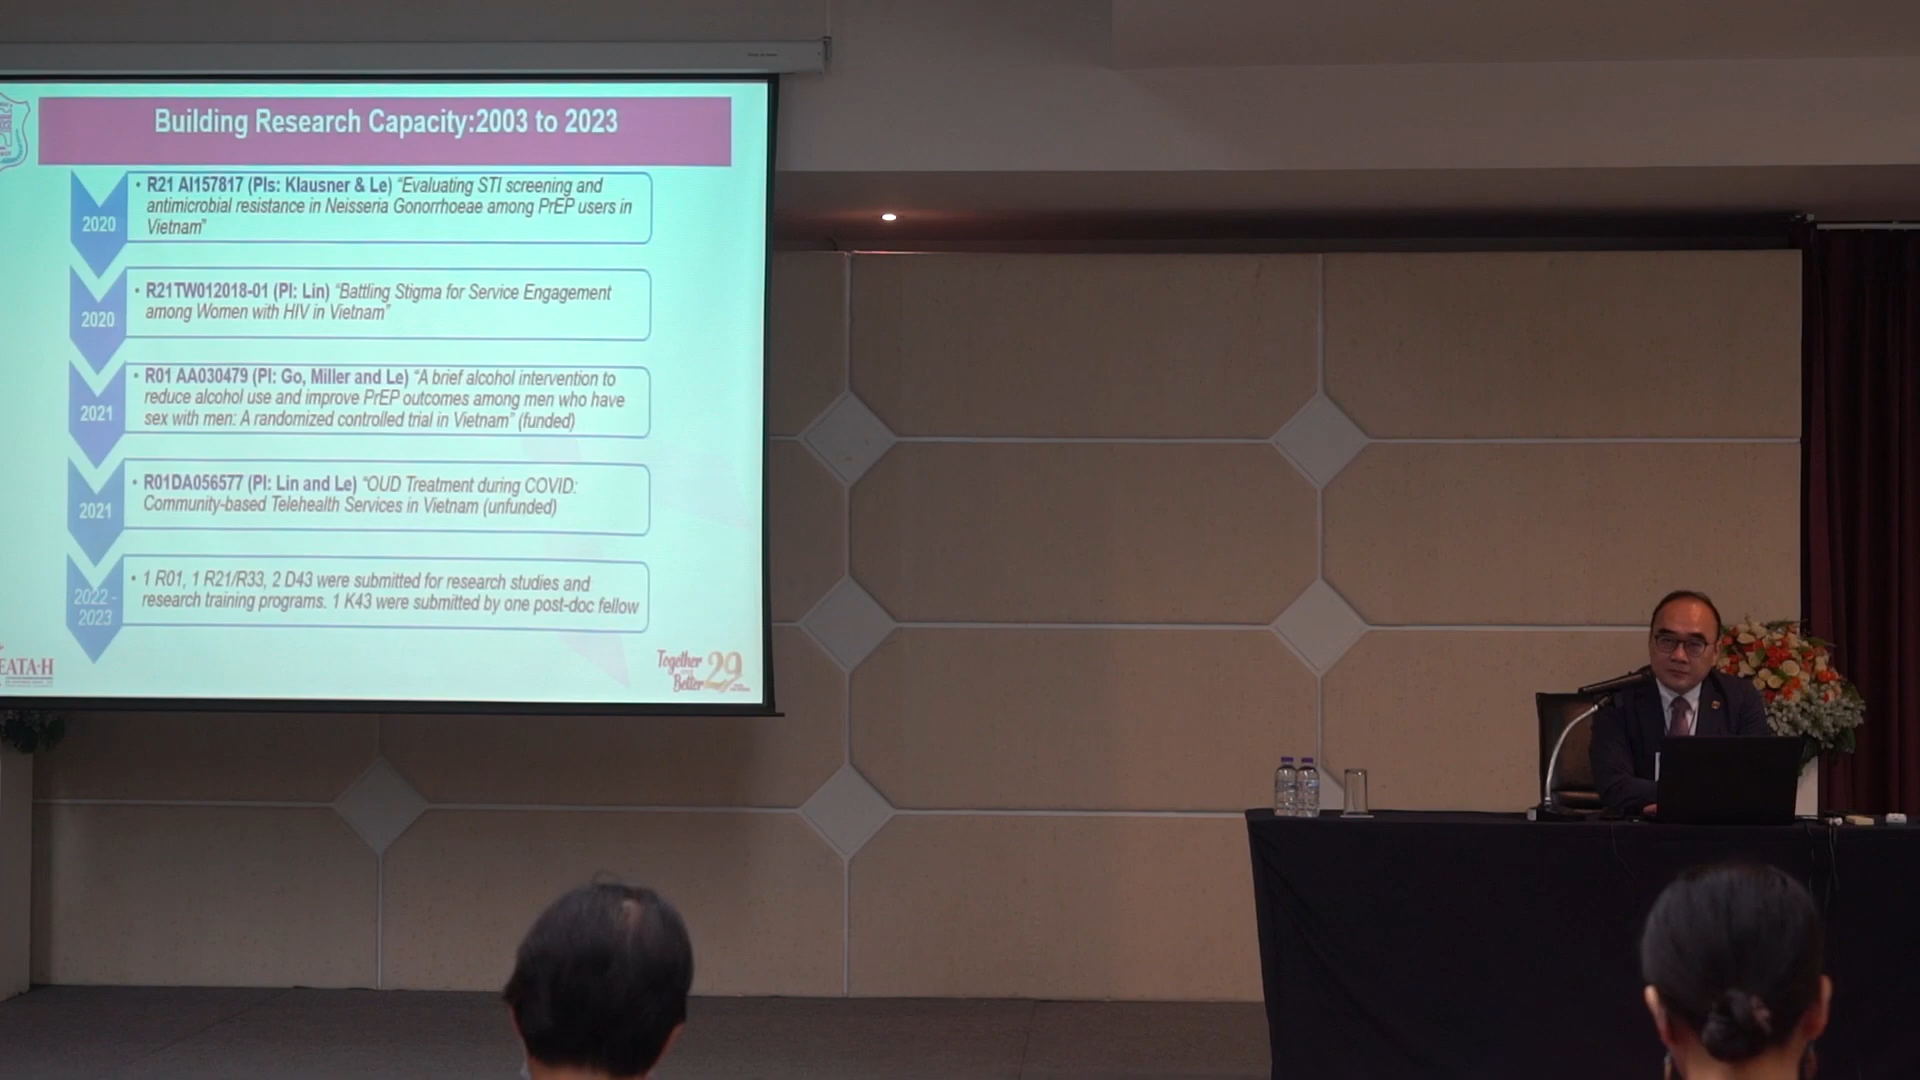 Building Research Capacity:2003 to 2023
2020
• R21 AI157817 (PIs: Klausner & Le) “Evaluating STI screening and
antimicrobial resistance in Neisseria Gonorrhoeae among PrEP users in
Vietnam”
2020
• R21TW012018-01 (PI: Lin) “Battling Stigma for Service Engagement
among Women with HIV in Vietnam”
2021
• R01 AA030479 (PI: Go, Miller and Le) “A brief alcohol intervention to
reduce alcohol use and improve PrEP outcomes among men who have
sex with men: A randomized controlled trial in Vietnam” (funded)
2021
• R01DA056577 (PI: Lin and Le) “OUD Treatment during COVID:
Community-based Telehealth Services in Vietnam (unfunded)
2022 -
2023
• 1 R01, 1 R21/R33, 2 D43 were submitted for research studies and
research training programs. 1 K43 were submitted by one post-doc fellow
EATA-H
Together
Better
29